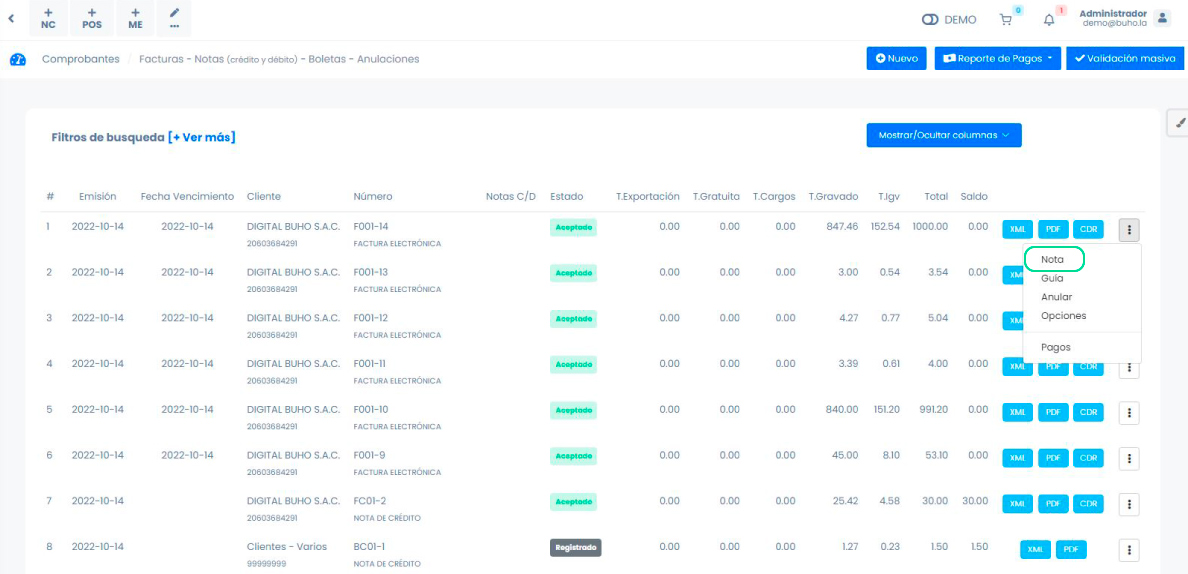 NC POS ME ...
DEMO 0 1 Administrador
demo@buho.la
Comprobantes / Facturas - Notas (crédito y débito) - Boletas - Anulaciones Nuevo Reporte de Pagos Validación masiva
Filtros de busqueda [+ Ver más] Mostrar/Ocultar columnas
# Emisión Fecha Vencimiento Cliente Número Notas C/D Estado T.Exportación T.Gratuita T.Cargos T.Gravado T.Igv Total Saldo
1 2022-10-14 2022-10-14 DIGITAL BUHO S.A.C. F001-14 Aceptado 0.00 0.00 0.00 847.46 152.54 1000.00 0.00 XML PDF CDR
20603684291 FACTURA ELECTRÓNICA
Nota
2 2022-10-14 2022-10-14 DIGITAL BUHO S.A.C. F001-13 Aceptado 0.00 0.00 0.00 3.00 0.54 3.54 0.00 XML
Guía
20603684291 FACTURA ELECTRÓNICA
Anular
3 2022-10-14 2022-10-14 DIGITAL BUHO S.A.C. F001-12 Aceptado 0.00 0.00 0.00 4.27 0.77 5.04 0.00 XML
Opciones
20603684291 FACTURA ELECTRÓNICA
Pagos
4 2022-10-14 2022-10-14 DIGITAL BUHO S.A.C. F001-11 Aceptado 0.00 0.00 0.00 3.39 0.61 4.00 0.00 XML PDF CDR
20603684291 FACTURA ELECTRÓNICA
5 2022-10-14 2022-10-14 DIGITAL BUHO S.A.C. F001-10 Aceptado 0.00 0.00 0.00 840.00 151.20 991.20 0.00 XML PDF CDR
20603684291 FACTURA ELECTRÓNICA
6 2022-10-14 2022-10-14 DIGITAL BUHO S.A.C. F001-9 Aceptado 0.00 0.00 0.00 45.00 8.10 53.10 0.00 XML PDF CDR
20603684291 FACTURA ELECTRÓNICA
7 2022-10-14 DIGITAL BUHO S.A.C. FC01-2 Aceptado 0.00 0.00 0.00 25.42 4.58 30.00 30.00 XML PDF CDR
20603684291 NOTA DE CRÉDITO
8 2022-10-14 Clientes - Varios BC01-1 Registrado 0.00 0.00 0.00 1.27 0.23 1.50 1.50 XML PDF
99999999 NOTA DE CRÉDITO